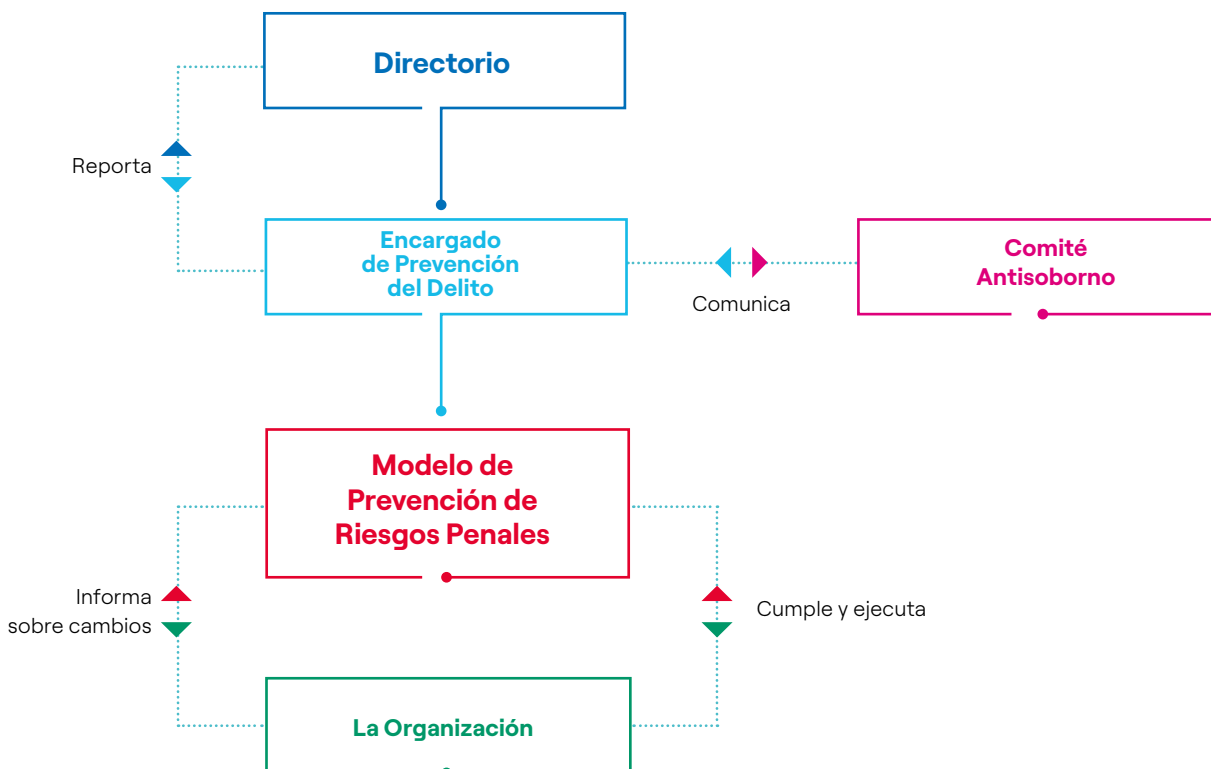 Directorio
Reporta
Encargado
de Prevención
del Delito
Comunica
Comité
Antisoborno
Modelo de
Prevención de
Riesgos Penales
Informa
sobre cambios
Cumple y ejecuta
La Organización